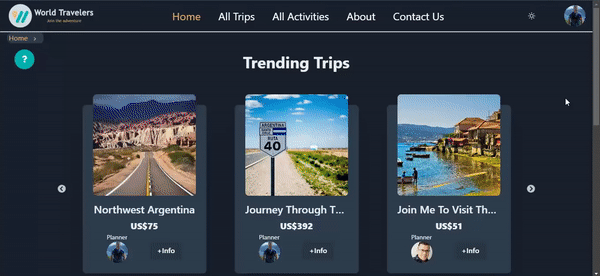 World Travelers
Join the adventure
Home
All Trips
All Activities
About
Contact Us
Home ›
?
Trending Trips
ARGENTINA
RUTA
40
Northwest Argentina
Journey Through T...
Join Me To Visit Th...
US$75
US$392
US$51
Planner
Planner
Planner
+Info
+Info
+Info